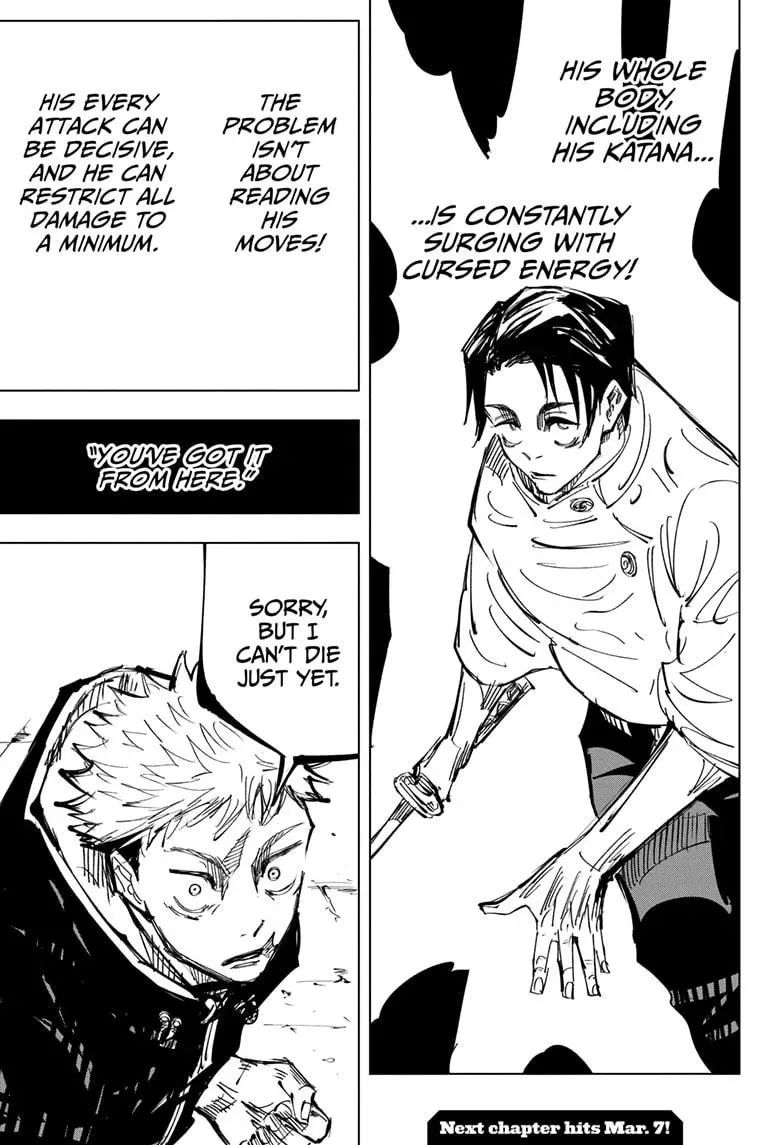 HIS WHOLE
BODY,
INCLUDING
HIS KATANA...
...IS CONSTANTLY
SURGING WITH
CURSED ENERGY!
THE
PROBLEM
ISN'T
ABOUT
READING
HIS
MOVES!
HIS EVERY
ATTACK CAN
BE DECISIVE,
AND HE CAN
RESTRICT ALL
DAMAGE TO
A MINIMUM.
"YOU'VE GOT IT
FROM HERE."
SORRY,
BUT I
CAN'T DIE
JUST YET.
Next chapter hits Mar. 7!